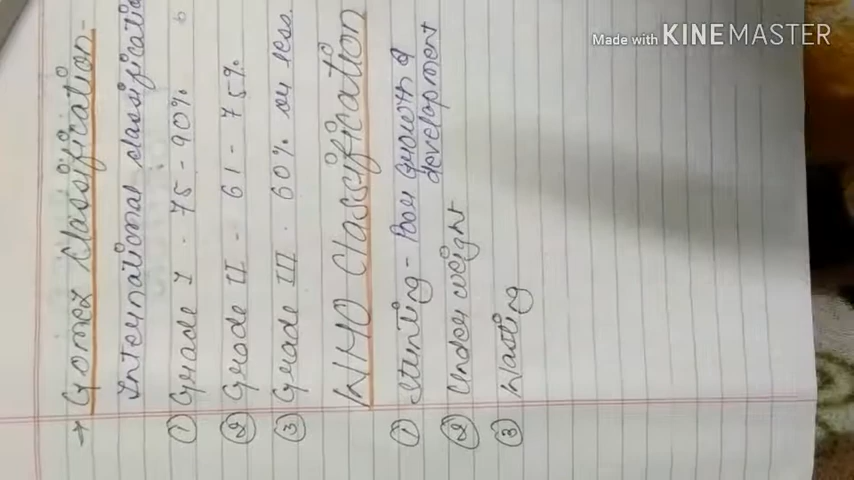 → Gomez Classification-
International classificatio
① Grade I - 75-90%
② Grade II - 61-75%
③ Grade III - 60% or less.
WHO Classification
① Stunting - Poor growth & development
② Under weight
③ Wasting
Made with KINEMASTER